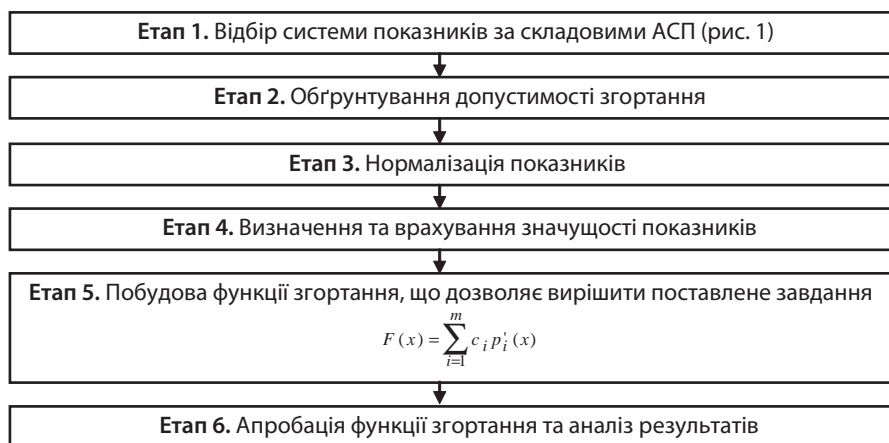 Етап 1. Відбір системи показників за складовими АСП (рис. 1)
Етап 2. Обґрунтування допустимості згортання
Етап 3. Нормалізація показників
Етап 4. Визначення та врахування значущості показників
Етап 5. Побудова функції згортання, що дозволяє вирішити поставлене завдання
F(x) = \sum_{i=1}^{m} c_i p_i^{'}(x)
Етап 6. Апробація функції згортання та аналіз результатів